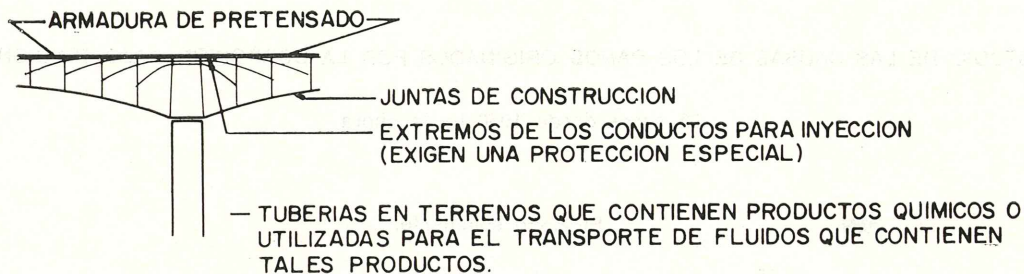 ARMADURA DE PRETENSADO
JUNTAS DE CONSTRUCCION
EXTREMOS DE LOS CONDUCTOS PARA INYECCION
(EXIGEN UNA PROTECCION ESPECIAL)
— TUBERIAS EN TERRENOS QUE CONTIENEN PRODUCTOS QUIMICOS O
UTILIZADAS PARA EL TRANSPORTE DE FLUIDOS QUE CONTIENEN
TALES PRODUCTOS.